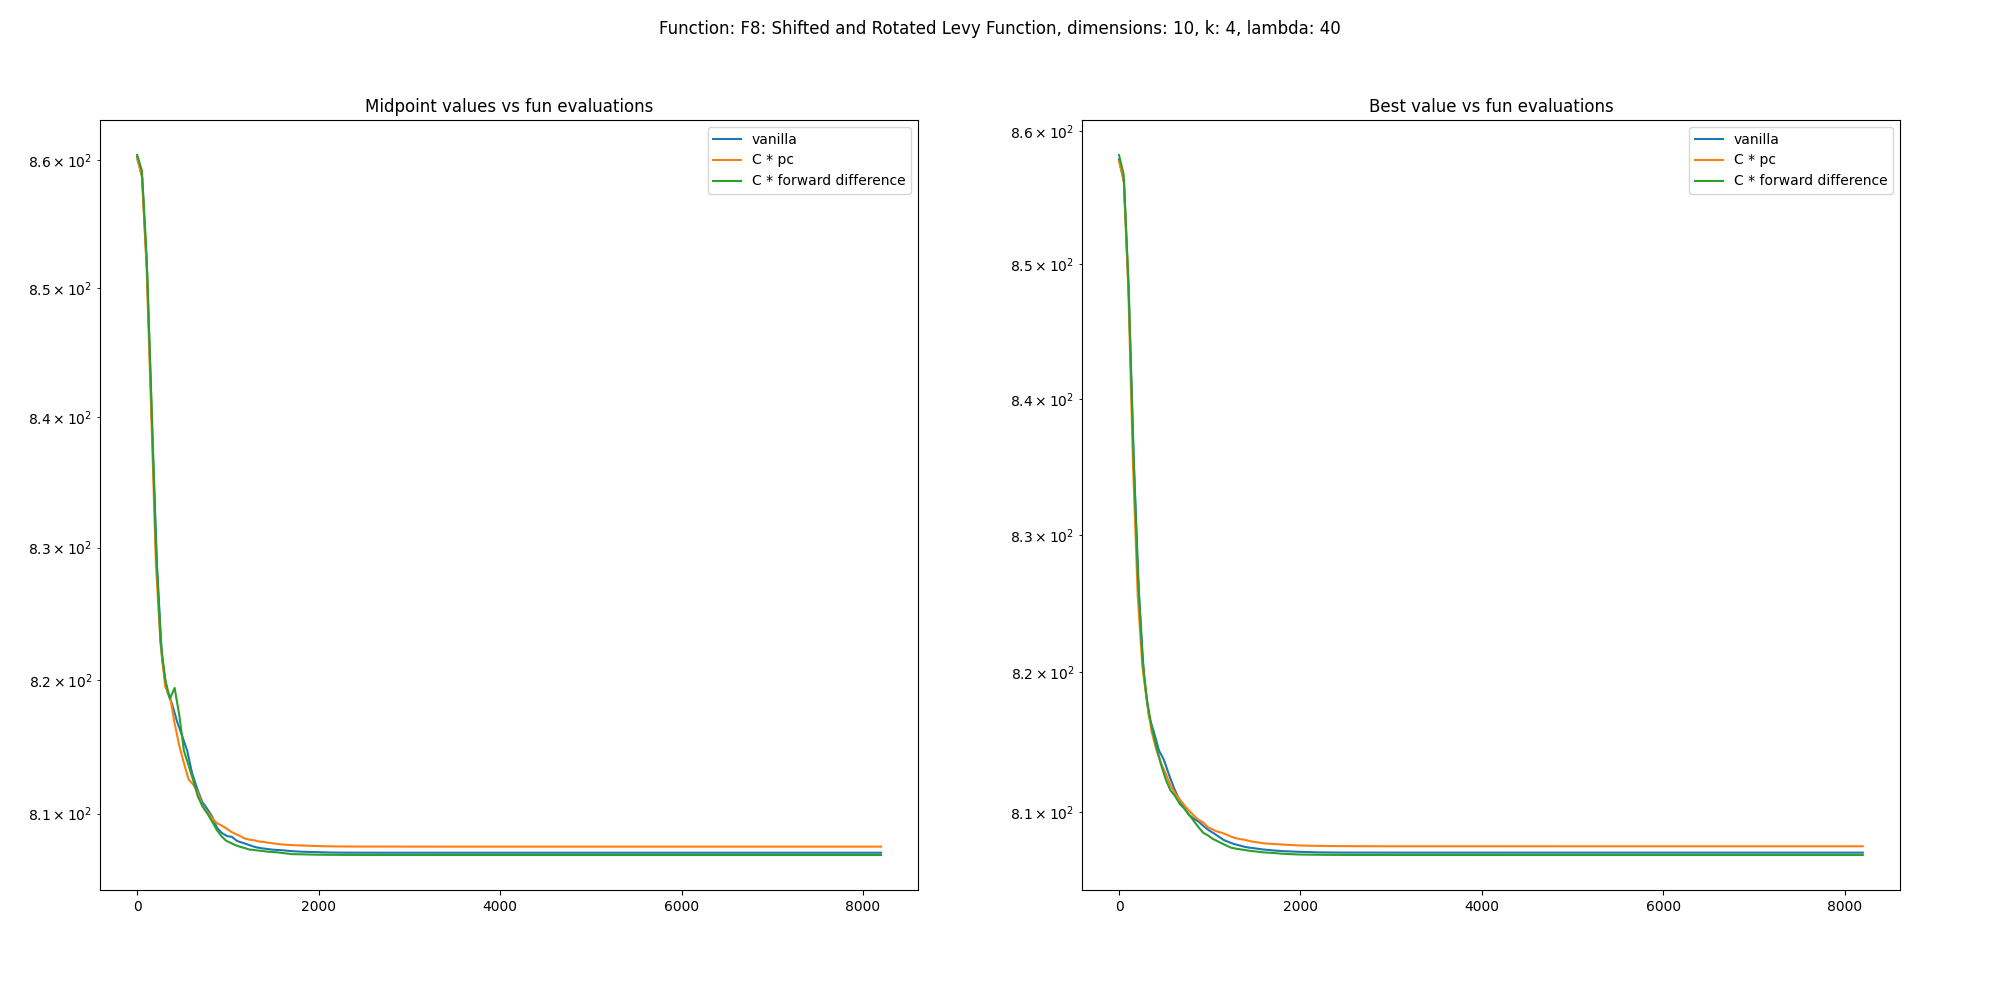 Function: F8: Shifted and Rotated Levy Function, dimensions: 10, k: 4, lambda: 40
Midpoint values vs fun evaluations
vanilla
C * pc
C * forward difference
8.6 × 10²
8.5 × 10²
8.4 × 10²
8.3 × 10²
8.2 × 10²
8.1 × 10²
0 2000 4000 6000 8000
Best value vs fun evaluations
vanilla
C * pc
C * forward difference
8.6 × 10²
8.5 × 10²
8.4 × 10²
8.3 × 10²
8.2 × 10²
8.1 × 10²
0 2000 4000 6000 8000